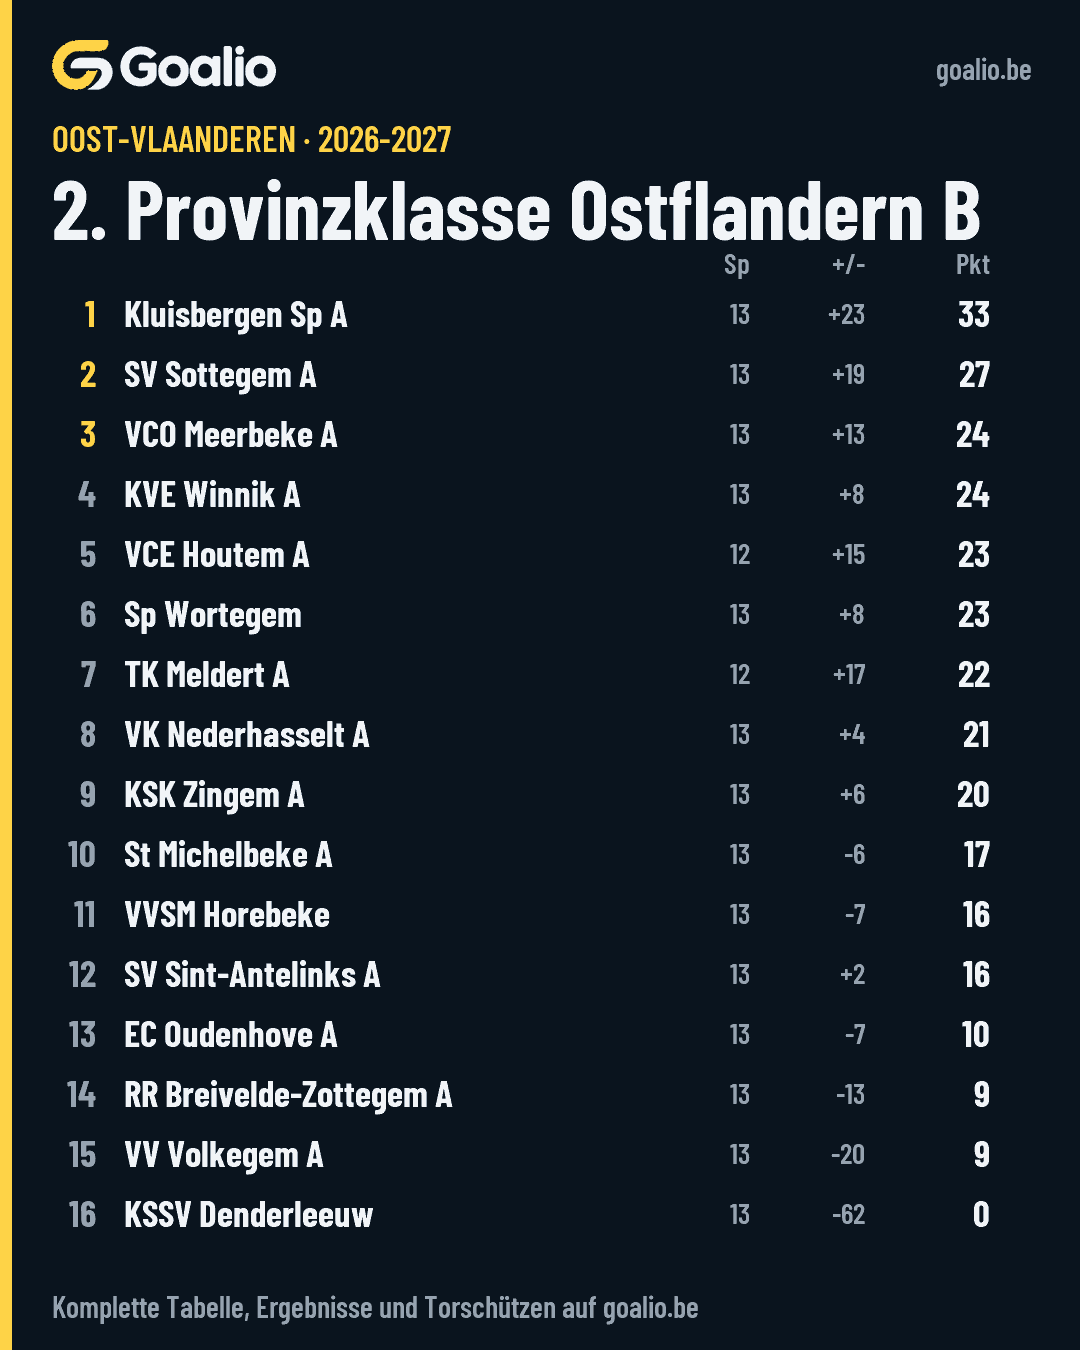 Goalio
goalio.be
OOST-VLAANDEREN · 2026-2027
2. Provinzklasse Ostflandern B
Sp +/- Pkt
1 Kluisbergen Sp A 13 +23 33
2 SV Sottegem A 13 +19 27
3 VCO Meerbeke A 13 +13 24
4 KVE Winnik A 13 +8 24
5 VCE Houtem A 12 +15 23
6 Sp Wortegem 13 +8 23
7 TK Meldert A 12 +17 22
8 VK Nederhasselt A 13 +4 21
9 KSK Zingem A 13 +6 20
10 St Michelbeke A 13 -6 17
11 VVSM Horebeke 13 -7 16
12 SV Sint-Antelinks A 13 +2 16
13 EC Oudenhove A 13 -7 10
14 RR Breivelde-Zottegem A 13 -13 9
15 VV Volkegem A 13 -20 9
16 KSSV Denderleeuw 13 -62 0
Komplette Tabelle, Ergebnisse und Torschützen auf goalio.be